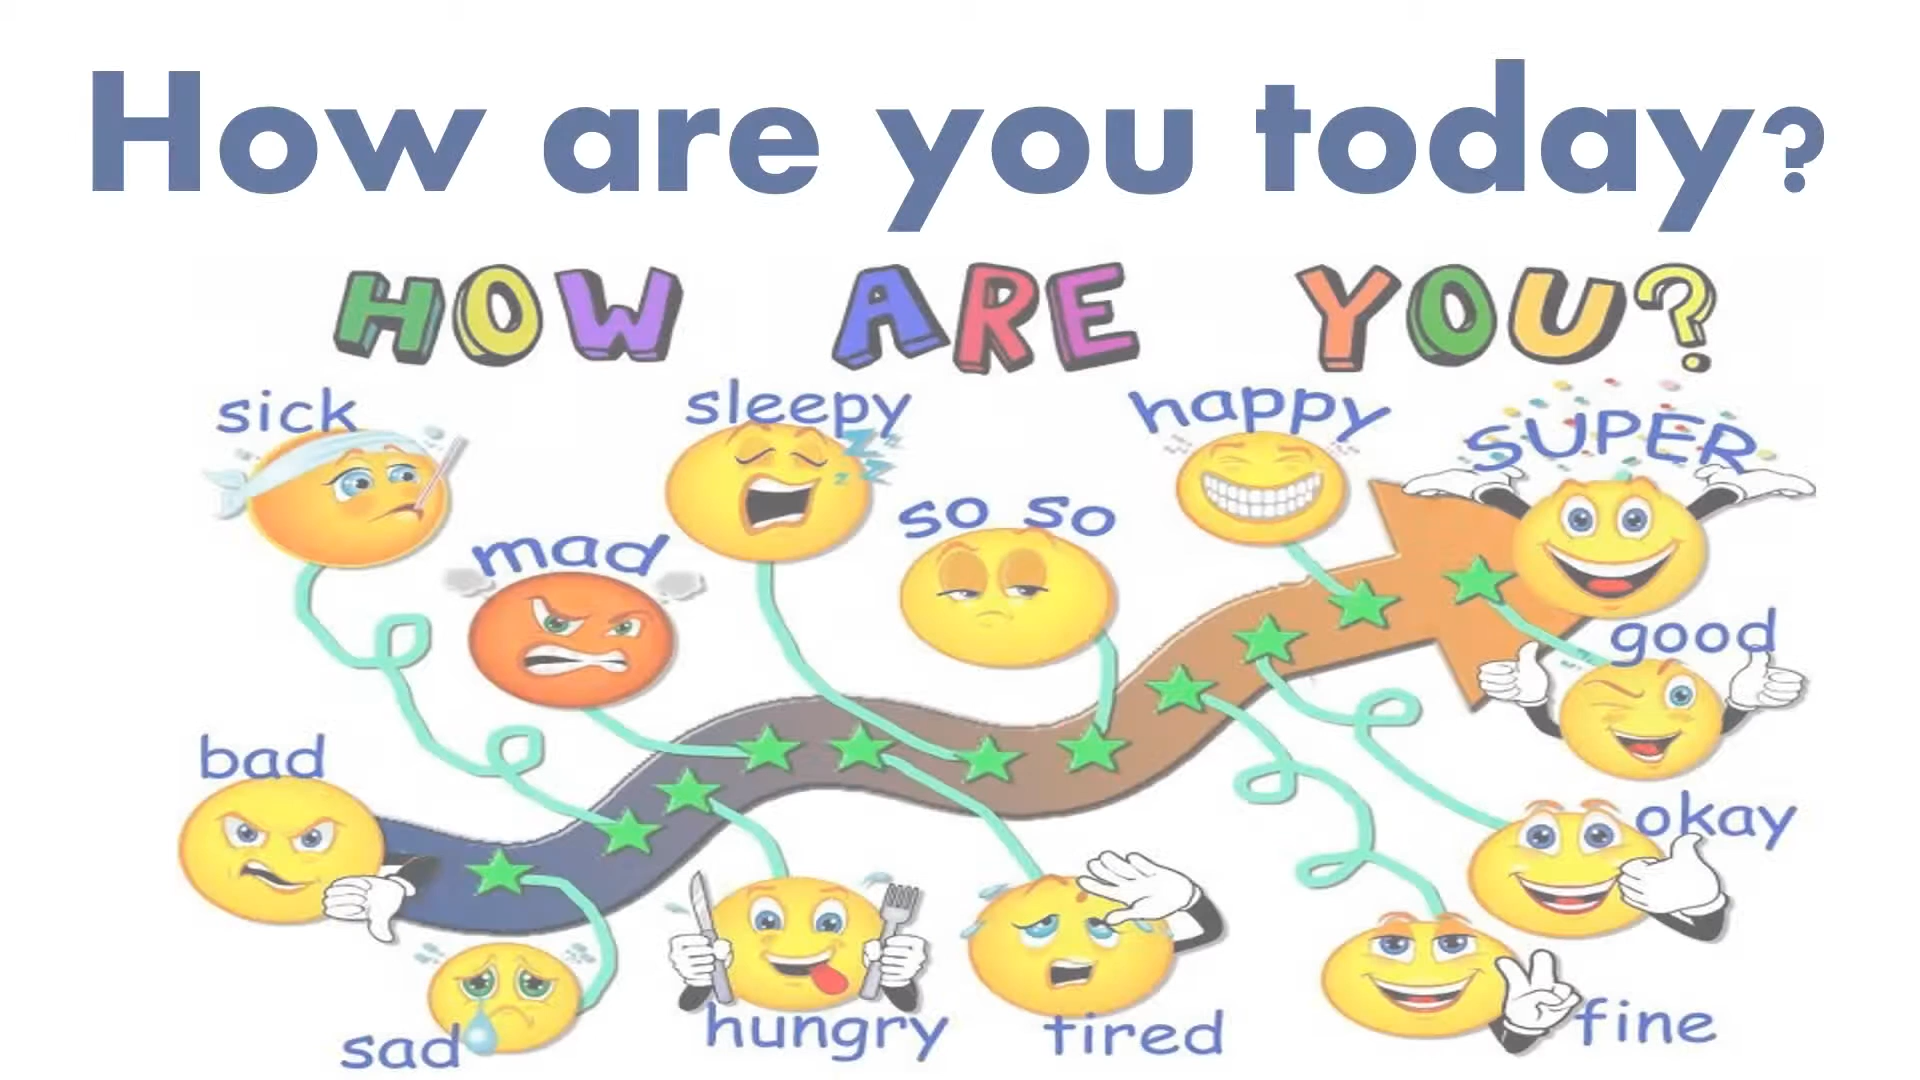 How are you today?
HOW ARE YOU?
sick
sleepy
happy
SUPER
so so
mad
good
bad
okay
hungry
tired
fine
sad